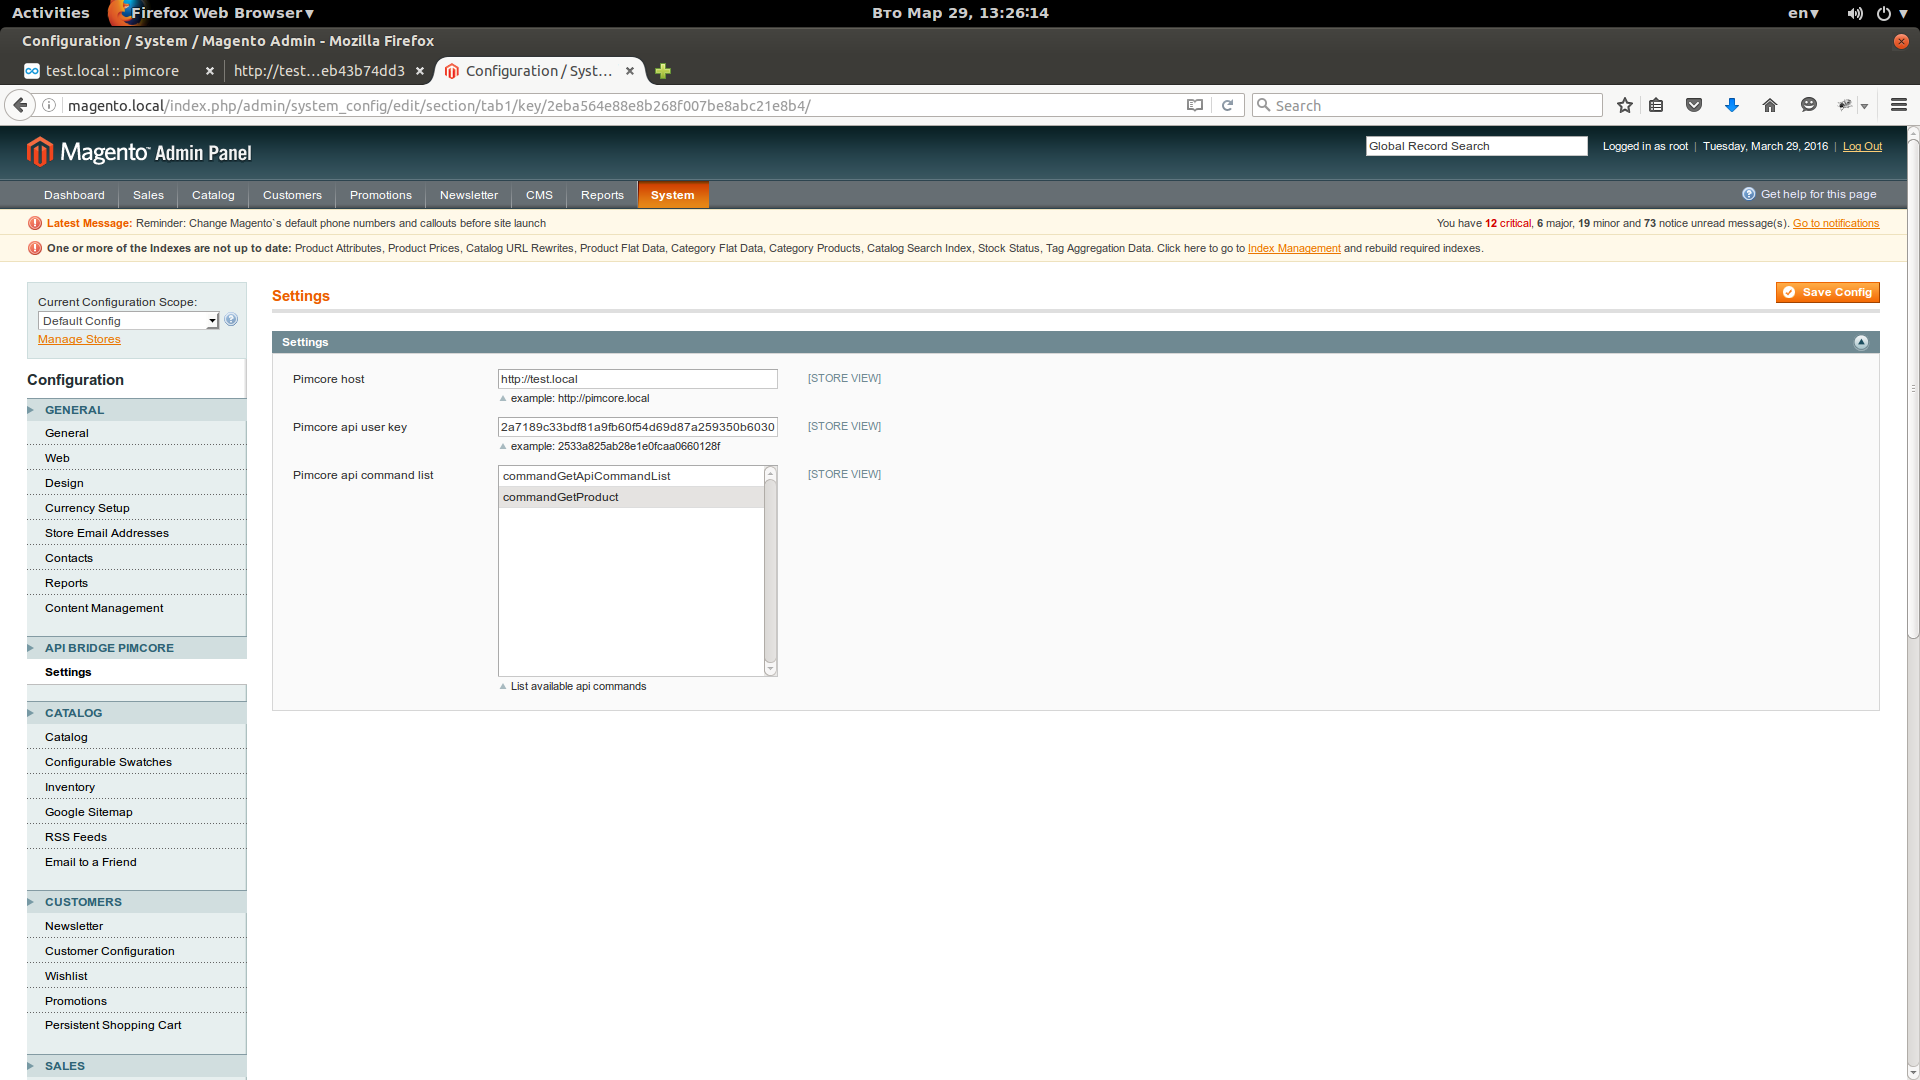 Activities Firefox Web Browser ▾ Вто Мар 29, 13:26:14 en ▾
Configuration / System / Magento Admin - Mozilla Firefox
test.local :: pimcore × http://test...eb43b74dd3 × Configuration / Syst... ×
magento.local/index.php/admin/system_config/edit/section/tab1/key/2eba564e88e8b268f007be8abc21e8b4/ Search
Magento Admin Panel Global Record Search Logged in as root | Tuesday, March 29, 2016 | Log Out
Dashboard Sales Catalog Customers Promotions Newsletter CMS Reports System Get help for this page
Latest Message: Reminder: Change Magento`s default phone numbers and callouts before site launch You have 12 critical, 6 major, 19 minor and 73 notice unread message(s). Go to notifications
One or more of the Indexes are not up to date: Product Attributes, Product Prices, Catalog URL Rewrites, Product Flat Data, Category Flat Data, Category Products, Catalog Search Index, Stock Status, Tag Aggregation Data. Click here to go to Index Management and rebuild required indexes.
Current Configuration Scope:
Default Config
Manage Stores
Configuration
GENERAL
General
Web
Design
Currency Setup
Store Email Addresses
Contacts
Reports
Content Management
API BRIDGE PIMCORE
Settings
CATALOG
Catalog
Configurable Swatches
Inventory
Google Sitemap
RSS Feeds
Email to a Friend
CUSTOMERS
Newsletter
Customer Configuration
Wishlist
Promotions
Persistent Shopping Cart
SALES
Settings Save Config
Settings
Pimcore host http://test.local [STORE VIEW]
example: http://pimcore.local
Pimcore api user key 2a7189c33bdf81a9fb60f54d69d87a259350b6030 [STORE VIEW]
example: 2533a825ab28e1e0fcaa0660128f
Pimcore api command list commandGetApiCommandList [STORE VIEW]
commandGetProduct
List available api commands